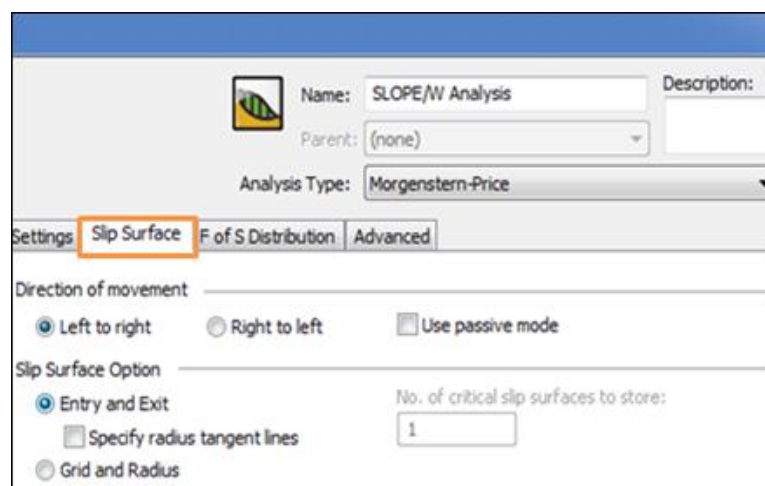 Name: SLOPE/W Analysis Description:
Parent: (none)
Analysis Type: Morgenstern-Price
Settings Slip Surface F of S Distribution Advanced
Direction of movement
Left to right Right to left Use passive mode
Slip Surface Option
Entry and Exit No. of critical slip surfaces to store:
Specify radius tangent lines 1
Grid and Radius